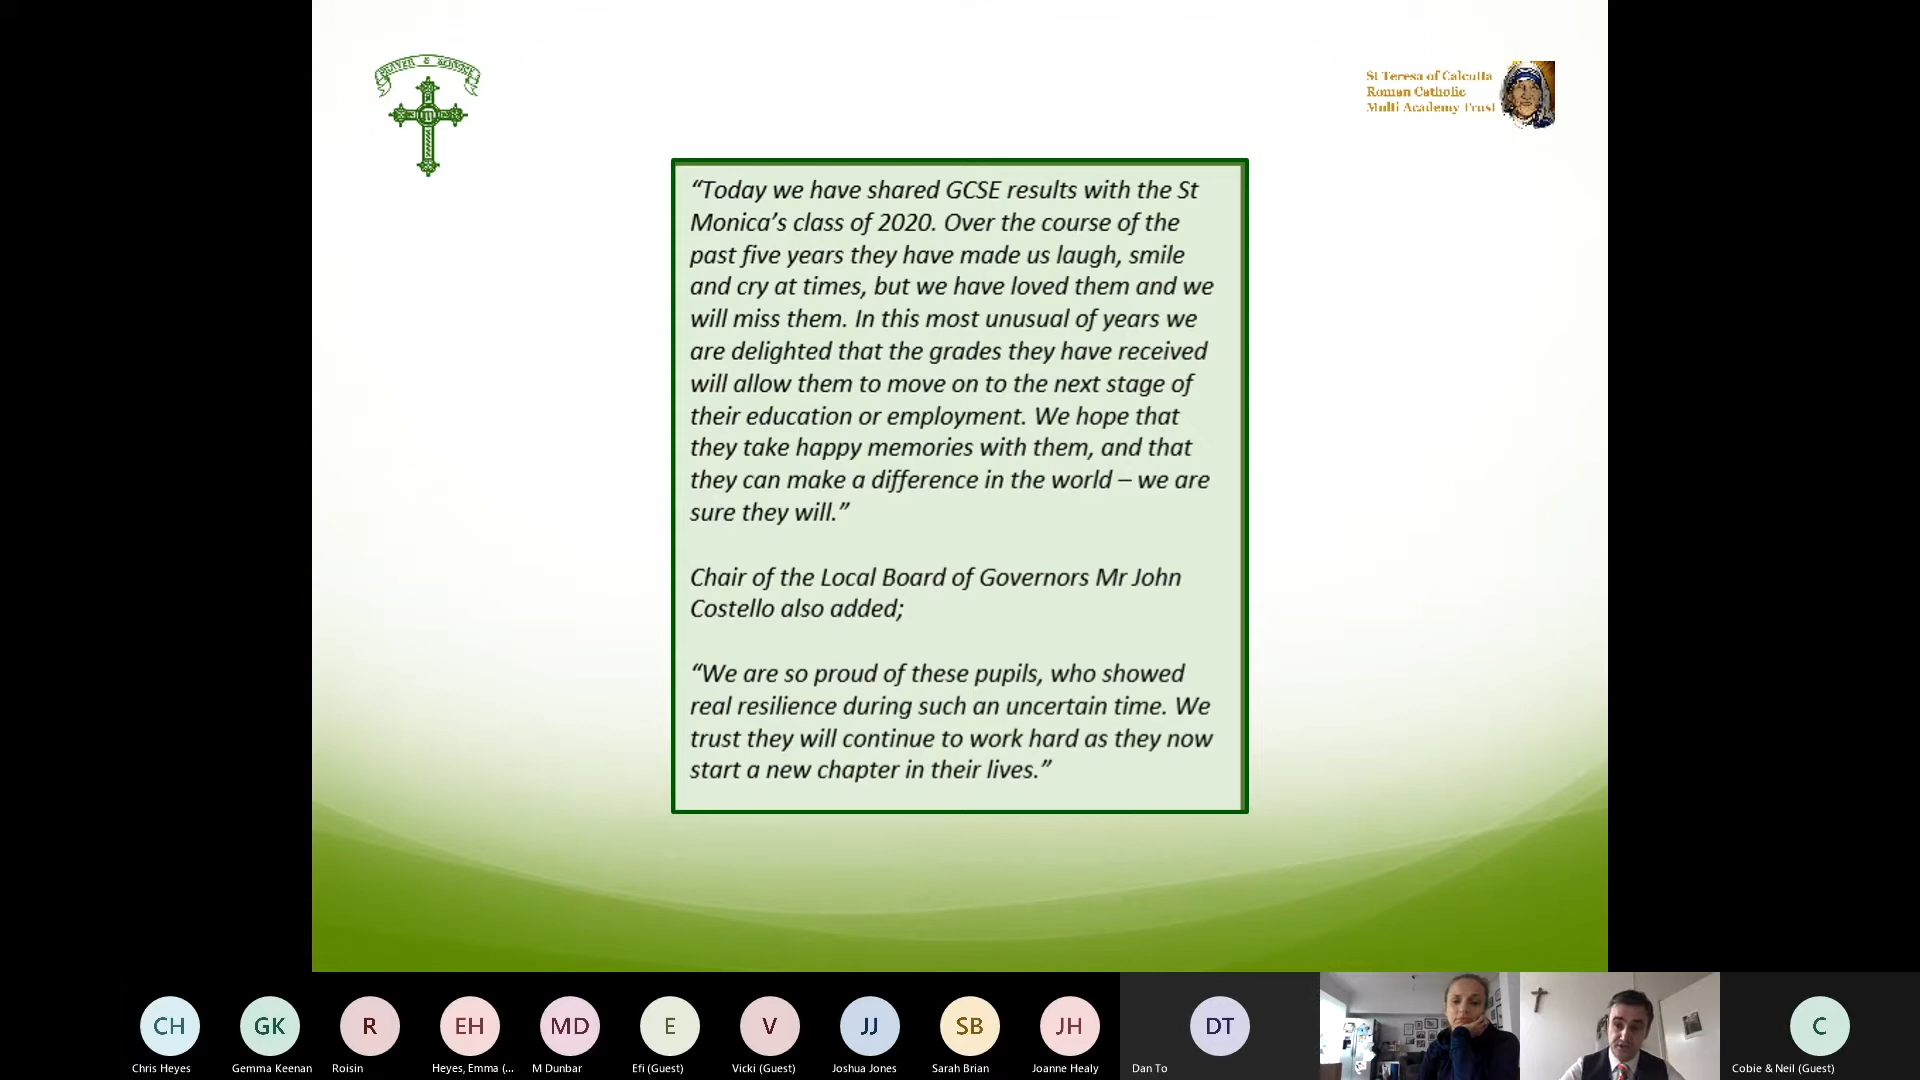 PRAYER & SERVICE
St Teresa of Calcutta
Roman Catholic
Multi Academy Trust
“Today we have shared GCSE results with the St
Monica’s class of 2020. Over the course of the
past five years they have made us laugh, smile
and cry at times, but we have loved them and we
will miss them. In this most unusual of years we
are delighted that the grades they have received
will allow them to move on to the next stage of
their education or employment. We hope that
they take happy memories with them, and that
they can make a difference in the world – we are
sure they will.”
Chair of the Local Board of Governors Mr John
Costello also added;
“We are so proud of these pupils, who showed
real resilience during such an uncertain time. We
trust they will continue to work hard as they now
start a new chapter in their lives.”
CH GK R EH MD E V JJ SB JH DT C
Chris Heyes Gemma Keenan Roisin Heyes, Emma (... M Dunbar Efi (Guest) Vicki (Guest) Joshua Jones Sarah Brian Joanne Healy Dan To Cobie & Neil (Guest)